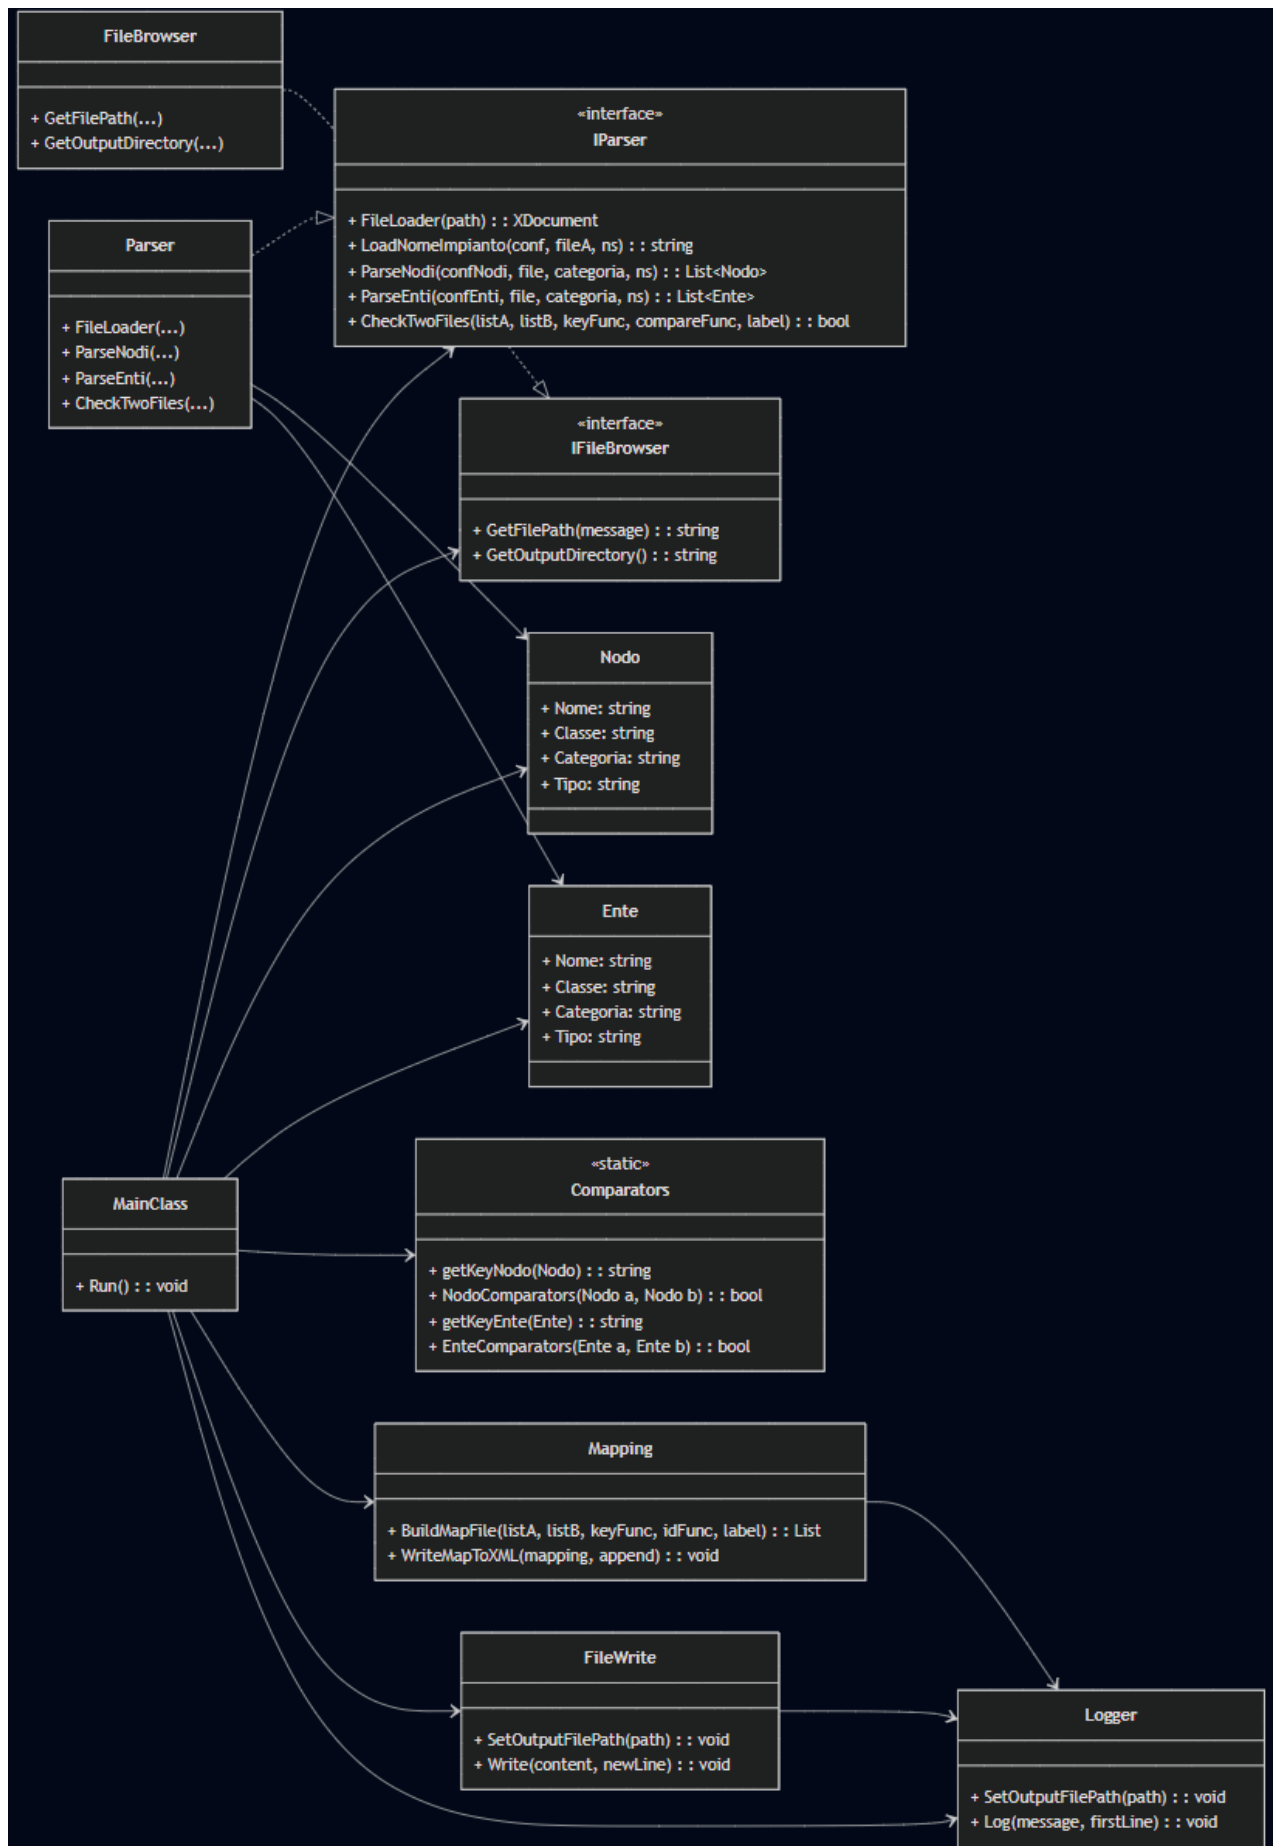 FileBrowser
+ GetFilePath(...)
+ GetOutputDirectory(...)
«interface»
IParser
+ FileLoader(path) : : XDocument
+ LoadNomeImpianto(conf, fileA, ns) : : string
+ ParseNodi(confNodi, file, categoria, ns) : : List<Nodo>
+ ParseEnti(confEnti, file, categoria, ns) : : List<Ente>
+ CheckTwoFiles(listA, listB, keyFunc, compareFunc, label) : : bool
Parser
+ FileLoader(...)
+ ParseNodi(...)
+ ParseEnti(...)
+ CheckTwoFiles(...)
«interface»
IFileBrowser
+ GetFilePath(message) : : string
+ GetOutputDirectory() : : string
Nodo
+ Nome: string
+ Classe: string
+ Categoria: string
+ Tipo: string
Ente
+ Nome: string
+ Classe: string
+ Categoria: string
+ Tipo: string
MainClass
+ Run() : : void
«static»
Comparators
+ getKeyNodo(Nodo) : : string
+ NodoComparators(Nodo a, Nodo b) : : bool
+ getKeyEnte(Ente) : : string
+ EnteComparators(Ente a, Ente b) : : bool
Mapping
+ BuildMapFile(listA, listB, keyFunc, idFunc, label) : : List
+ WriteMapToXML(mapping, append) : : void
FileWrite
+ SetOutputFilePath(path) : : void
+ Write(content, newLine) : : void
Logger
+ SetOutputFilePath(path) : : void
+ Log(message, firstLine) : : void